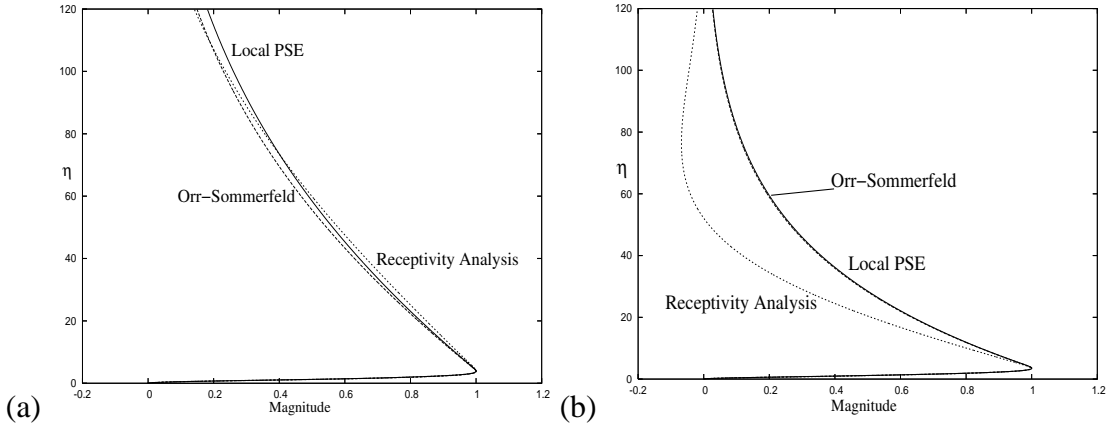 120
100
80
60
40
20
0
η
Local PSE
Orr-Sommerfeld
Receptivity Analysis
-0.2 0 0.2 0.4 0.6 0.8 1 1.2
Magnitude
(a)
120
100
80
60
40
20
0
η
Orr-Sommerfeld
Local PSE
Receptivity Analysis
-0.2 0 0.2 0.4 0.6 0.8 1 1.2
Magnitude
(b)